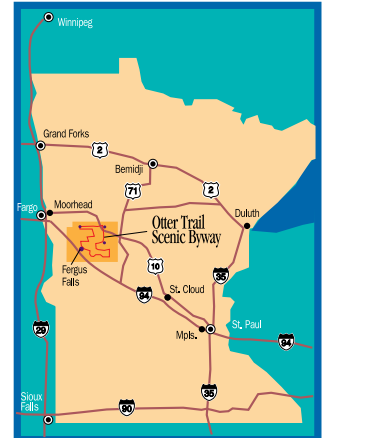 Winnipeg
Grand Forks
2
Bemidji
71
2
Fargo
Moorhead
Otter Trail
Scenic Byway
Duluth
Fergus
Falls
10
35
94
St. Cloud
29
Mpls.
St. Paul
94
Sioux
Falls
90
35